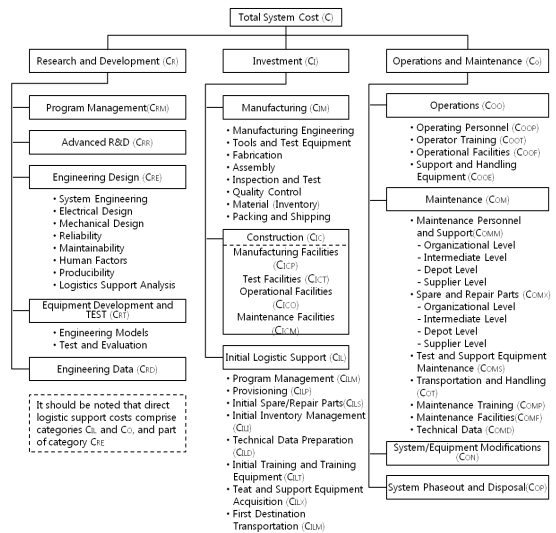 Total System Cost (C)
Research and Development (CR)
Program Management(CRM)
Advanced R&D (CRR)
Engineering Design (CRE)
• System Engineering
• Electrical Design
• Mechanical Design
• Reliability
• Maintainability
• Human Factors
• Producibility
• Logistics Support Analysis
Equipment Development and
TEST (CRT)
• Engineering Models
• Test and Evaluation
Engineering Data (CRD)
It should be noted that direct
logistic support costs comprise
categories CIL and CO, and part
of category CRE
Investment (CI)
Manufacturing (CIM)
• Manufacturing Engineering
• Tools and Test Equipment
• Fabrication
• Assembly
• Inspection and Test
• Quality Control
• Material (Inventory)
• Packing and Shipping
Construction (CIC)
Manufacturing Facilities
(CICP)
Test Facilities (CICT)
Operational Facilities
(CICO)
Maintenance Facilities
(CICM)
Initial Logistic Support (CIL)
• Program Management (CILM)
• Provisioning (CILP)
• Initial Spare/Repair Parts(CILS)
• Initial Inventory Management
(CILI)
• Technical Data Preparation
(CILD)
• Initial Training and Training
Equipment (CILT)
• Teat and Support Equipment
Acquisition (CILX)
• First Destination
Transportation (CILM)
Operations and Maintenance (CO)
Operations (COO)
• Operating Personnel (COOP)
• Operator Training (COOT)
• Operational Facilities (COOF)
• Support and Handling
Equipment (COOE)
Maintenance (COM)
• Maintenance Personnel
and Support(COMM)
- Organizational Level
- Intermediate Level
- Depot Level
- Supplier Level
• Spare and Repair Parts (COMX)
- Organizational Level
- Intermediate Level
- Depot Level
- Supplier Level
• Test and Support Equipment
Maintenance (COMS)
• Transportation and Handling
(COT)
• Maintenance Training (COMP)
• Maintenance Facilities(COMF)
• Technical Data (COMD)
System/Equipment Modifications
(CON)
System Phaseout and Disposal(COP)